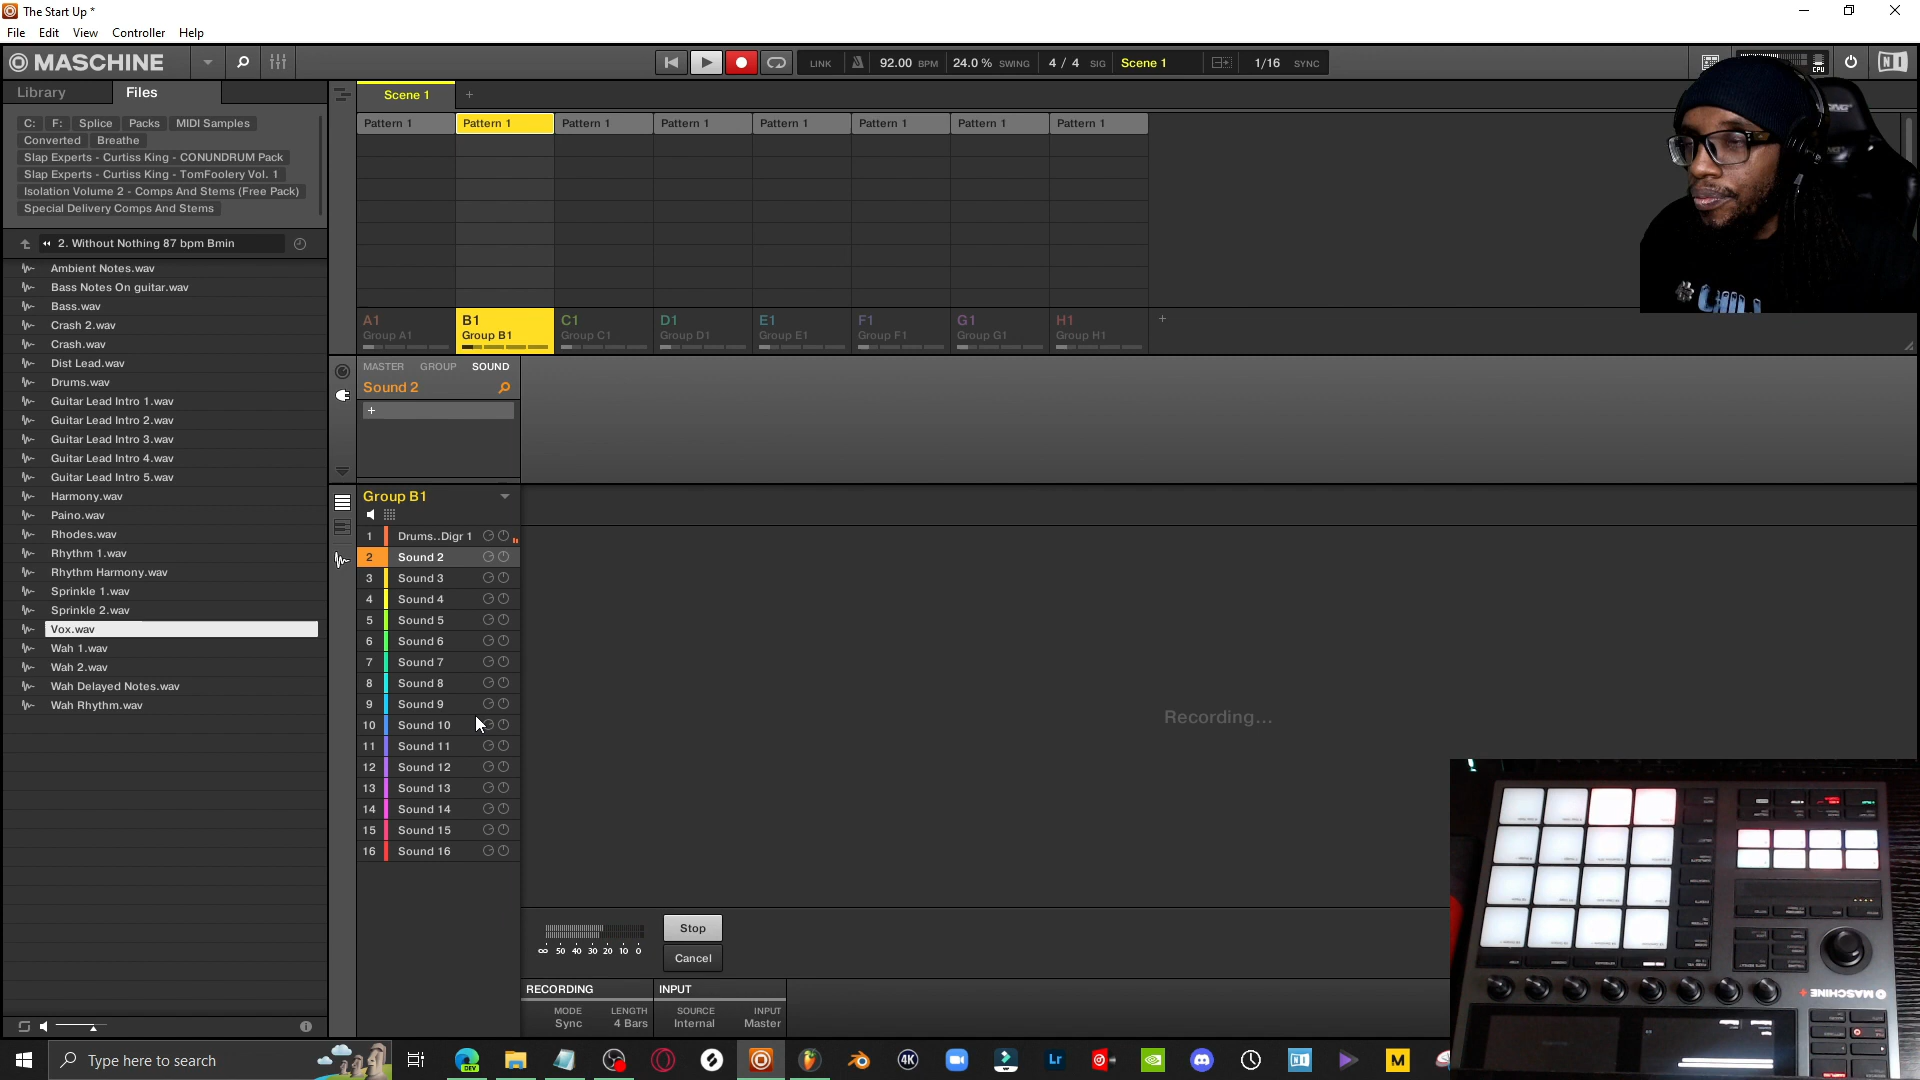 The Start Up *
File Edit View Controller Help
MASCHINE
LINK 92.00 BPM 24.0 % SWING 4 / 4 SIG Scene 1 1/16 SYNC
CPU
Library Files
C: F: Splice Packs MIDI Samples
Converted Breathe
Slap Experts - Curtiss King - CONUNDRUM Pack
Slap Experts - Curtiss King - TomFoolery Vol. 1
Isolation Volume 2 - Comps And Stems (Free Pack)
Special Delivery Comps And Stems
2. Without Nothing 87 bpm Bmin
Ambient Notes.wav
Bass Notes On guitar.wav
Bass.wav
Crash 2.wav
Crash.wav
Dist Lead.wav
Drums.wav
Guitar Lead Intro 1.wav
Guitar Lead Intro 2.wav
Guitar Lead Intro 3.wav
Guitar Lead Intro 4.wav
Guitar Lead Intro 5.wav
Harmony.wav
Paino.wav
Rhodes.wav
Rhythm 1.wav
Rhythm Harmony.wav
Sprinkle 1.wav
Sprinkle 2.wav
Vox.wav
Wah 1.wav
Wah 2.wav
Wah Delayed Notes.wav
Wah Rhythm.wav
Scene 1 +
Pattern 1 Pattern 1 Pattern 1 Pattern 1 Pattern 1 Pattern 1 Pattern 1 Pattern 1
A1 B1 C1 D1 E1 F1 G1 H1 +
Group A1 Group B1 Group C1 Group D1 Group E1 Group F1 Group G1 Group H1
MASTER GROUP SOUND
Sound 2
+
Group B1
1 Drums..Digr 1
2 Sound 2
3 Sound 3
4 Sound 4
5 Sound 5
6 Sound 6
7 Sound 7
8 Sound 8
9 Sound 9
10 Sound 10
11 Sound 11
12 Sound 12
13 Sound 13
14 Sound 14
15 Sound 15
16 Sound 16
Recording...
Stop
∞ 50 40 30 20 10 0
Cancel
RECORDING INPUT
MODE LENGTH SOURCE INPUT
Sync 4 Bars Internal Master
Type here to search
DEV
4K
Lr
M
MASCHINE+